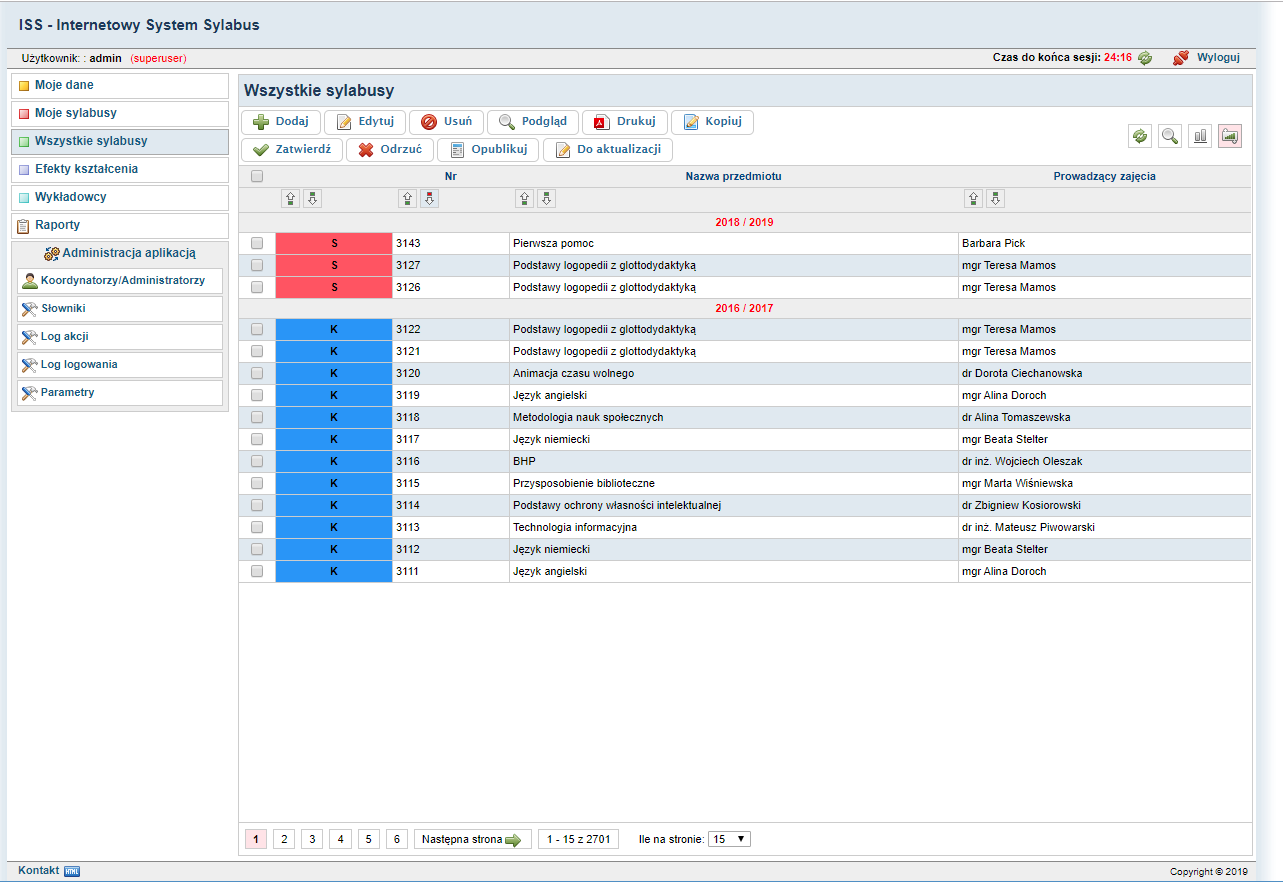 ISS - Internetowy System Sylabus
Użytkownik: : admin (superuser)
Czas do końca sesji: 24:16
Wyloguj
Moje dane
Moje sylabusy
Wszystkie sylabusy
Efekty kształcenia
Wykładowcy
Raporty
Administracja aplikacją
Koordynatorzy/Administratorzy
Słowniki
Log akcji
Log logowania
Parametry
Wszystkie sylabusy
Dodaj Edytuj Usuń Podgląd Drukuj Kopiuj
Zatwierdź Odrzuć Opublikuj Do aktualizacji
Nr Nazwa przedmiotu Prowadzący zajęcia
2018 / 2019
S 3143 Pierwsza pomoc Barbara Pick
S 3127 Podstawy logopedii z glottodydaktyką mgr Teresa Mamos
S 3126 Podstawy logopedii z glottodydaktyką mgr Teresa Mamos
2016 / 2017
K 3122 Podstawy logopedii z glottodydaktyką mgr Teresa Mamos
K 3121 Podstawy logopedii z glottodydaktyką mgr Teresa Mamos
K 3120 Animacja czasu wolnego dr Dorota Ciechanowska
K 3119 Język angielski mgr Alina Doroch
K 3118 Metodologia nauk społecznych dr Alina Tomaszewska
K 3117 Język niemiecki mgr Beata Stelter
K 3116 BHP dr inż. Wojciech Oleszak
K 3115 Przysposobienie biblioteczne mgr Marta Wiśniewska
K 3114 Podstawy ochrony własności intelektualnej dr Zbigniew Kosiorowski
K 3113 Technologia informacyjna dr inż. Mateusz Piwowarski
K 3112 Język niemiecki mgr Beata Stelter
K 3111 Język angielski mgr Alina Doroch
1 2 3 4 5 6 Następna strona 1 - 15 z 2701 Ile na stronie: 15
Kontakt HTML
Copyright © 2019